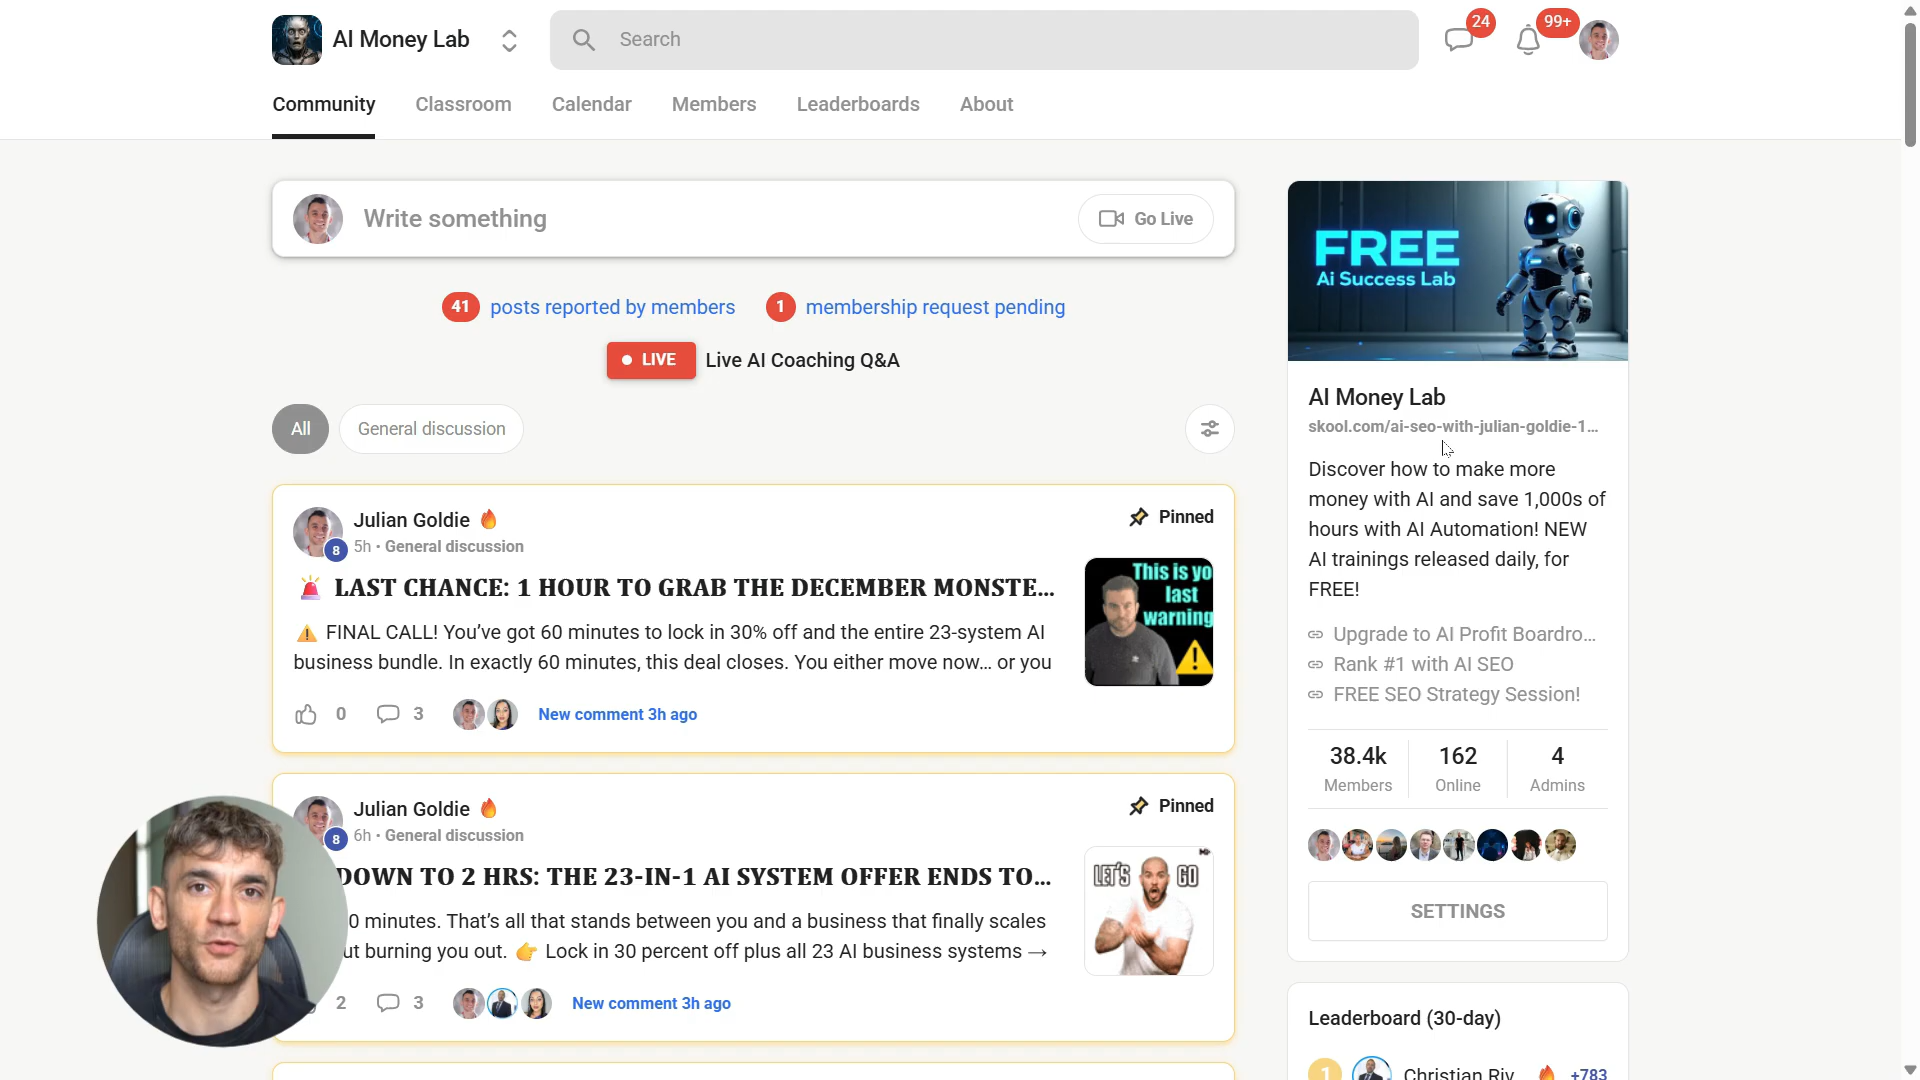 AI Money Lab
Search
24
99+
Community
Classroom
Calendar
Members
Leaderboards
About
Write something
Go Live
41 posts reported by members
1 membership request pending
LIVE Live AI Coaching Q&A
All
General discussion
Julian Goldie
8
5h • General discussion
Pinned
LAST CHANCE: 1 HOUR TO GRAB THE DECEMBER MONSTE...
FINAL CALL! You've got 60 minutes to lock in 30% off and the entire 23-system AI
business bundle. In exactly 60 minutes, this deal closes. You either move now... or you
This is yo
last
warning
0
3
New comment 3h ago
Julian Goldie
8
6h • General discussion
Pinned
DOWN TO 2 HRS: THE 23-IN-1 AI SYSTEM OFFER ENDS TO...
0 minutes. That's all that stands between you and a business that finally scales
ut burning you out. 👉 Lock in 30 percent off plus all 23 AI business systems →
LET'S GO
2
3
New comment 3h ago
FREE
Ai Success Lab
AI Money Lab
skool.com/ai-seo-with-julian-goldie-1...
Discover how to make more
money with AI and save 1,000s of
hours with AI Automation! NEW
AI trainings released daily, for
FREE!
Upgrade to AI Profit Boardro...
Rank #1 with AI SEO
FREE SEO Strategy Session!
38.4k
Members
162
Online
4
Admins
SETTINGS
Leaderboard (30-day)
1
Christian Riv
+783